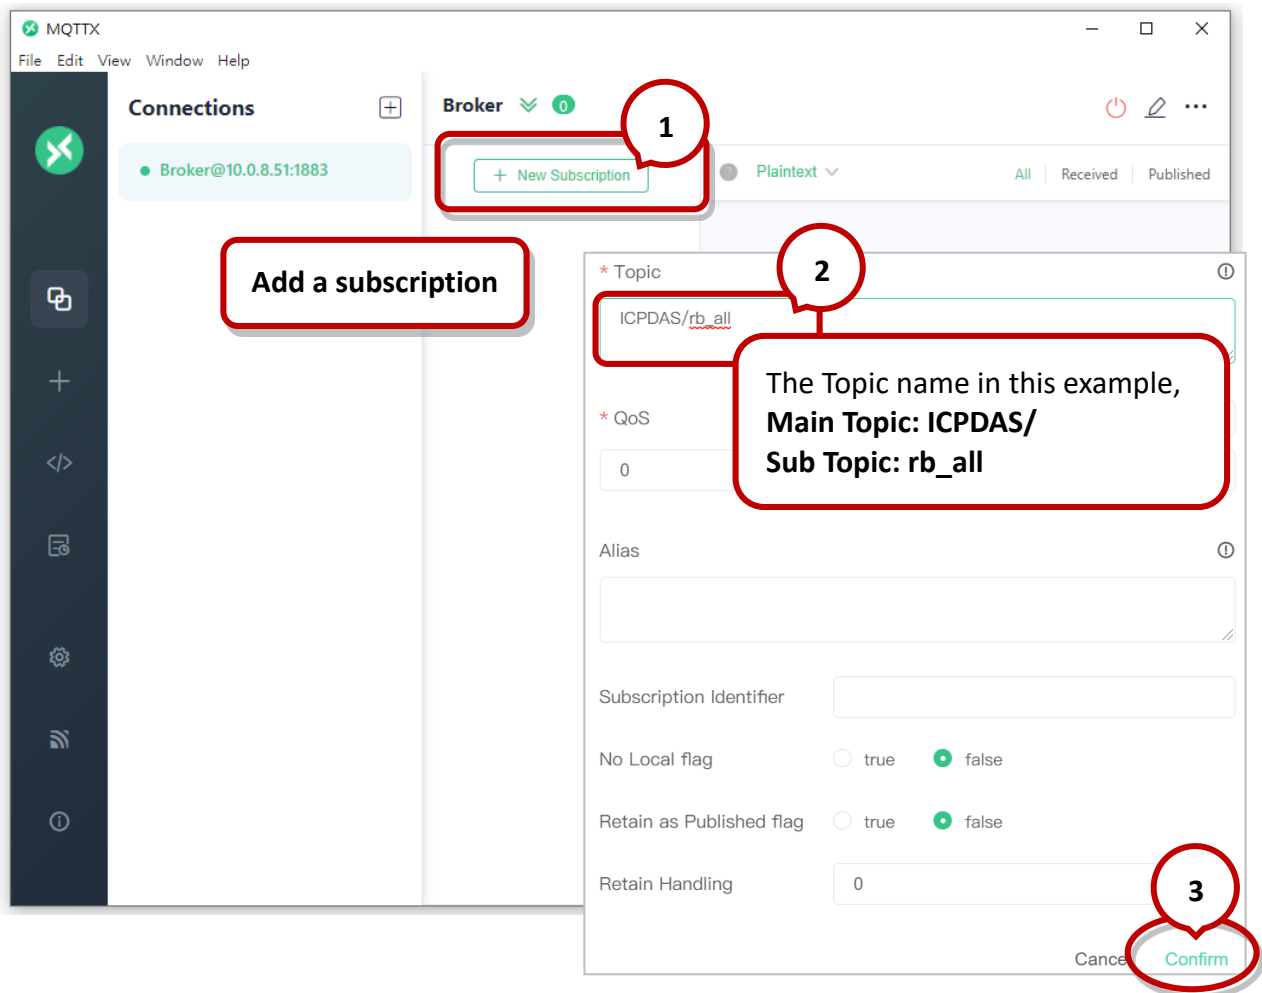 MQTTX
File Edit View Window Help
Connections
Broker 0
1
Broker@10.0.8.51:1883
+ New Subscription
Plaintext
All Received Published
Add a subscription
* Topic
2
ICPDAS/rb_all
The Topic name in this example,
Main Topic: ICPDAS/
Sub Topic: rb_all
* QoS
0
Alias
Subscription Identifier
No Local flag true false
Retain as Published flag true false
Retain Handling 0
3
Cance Confirm